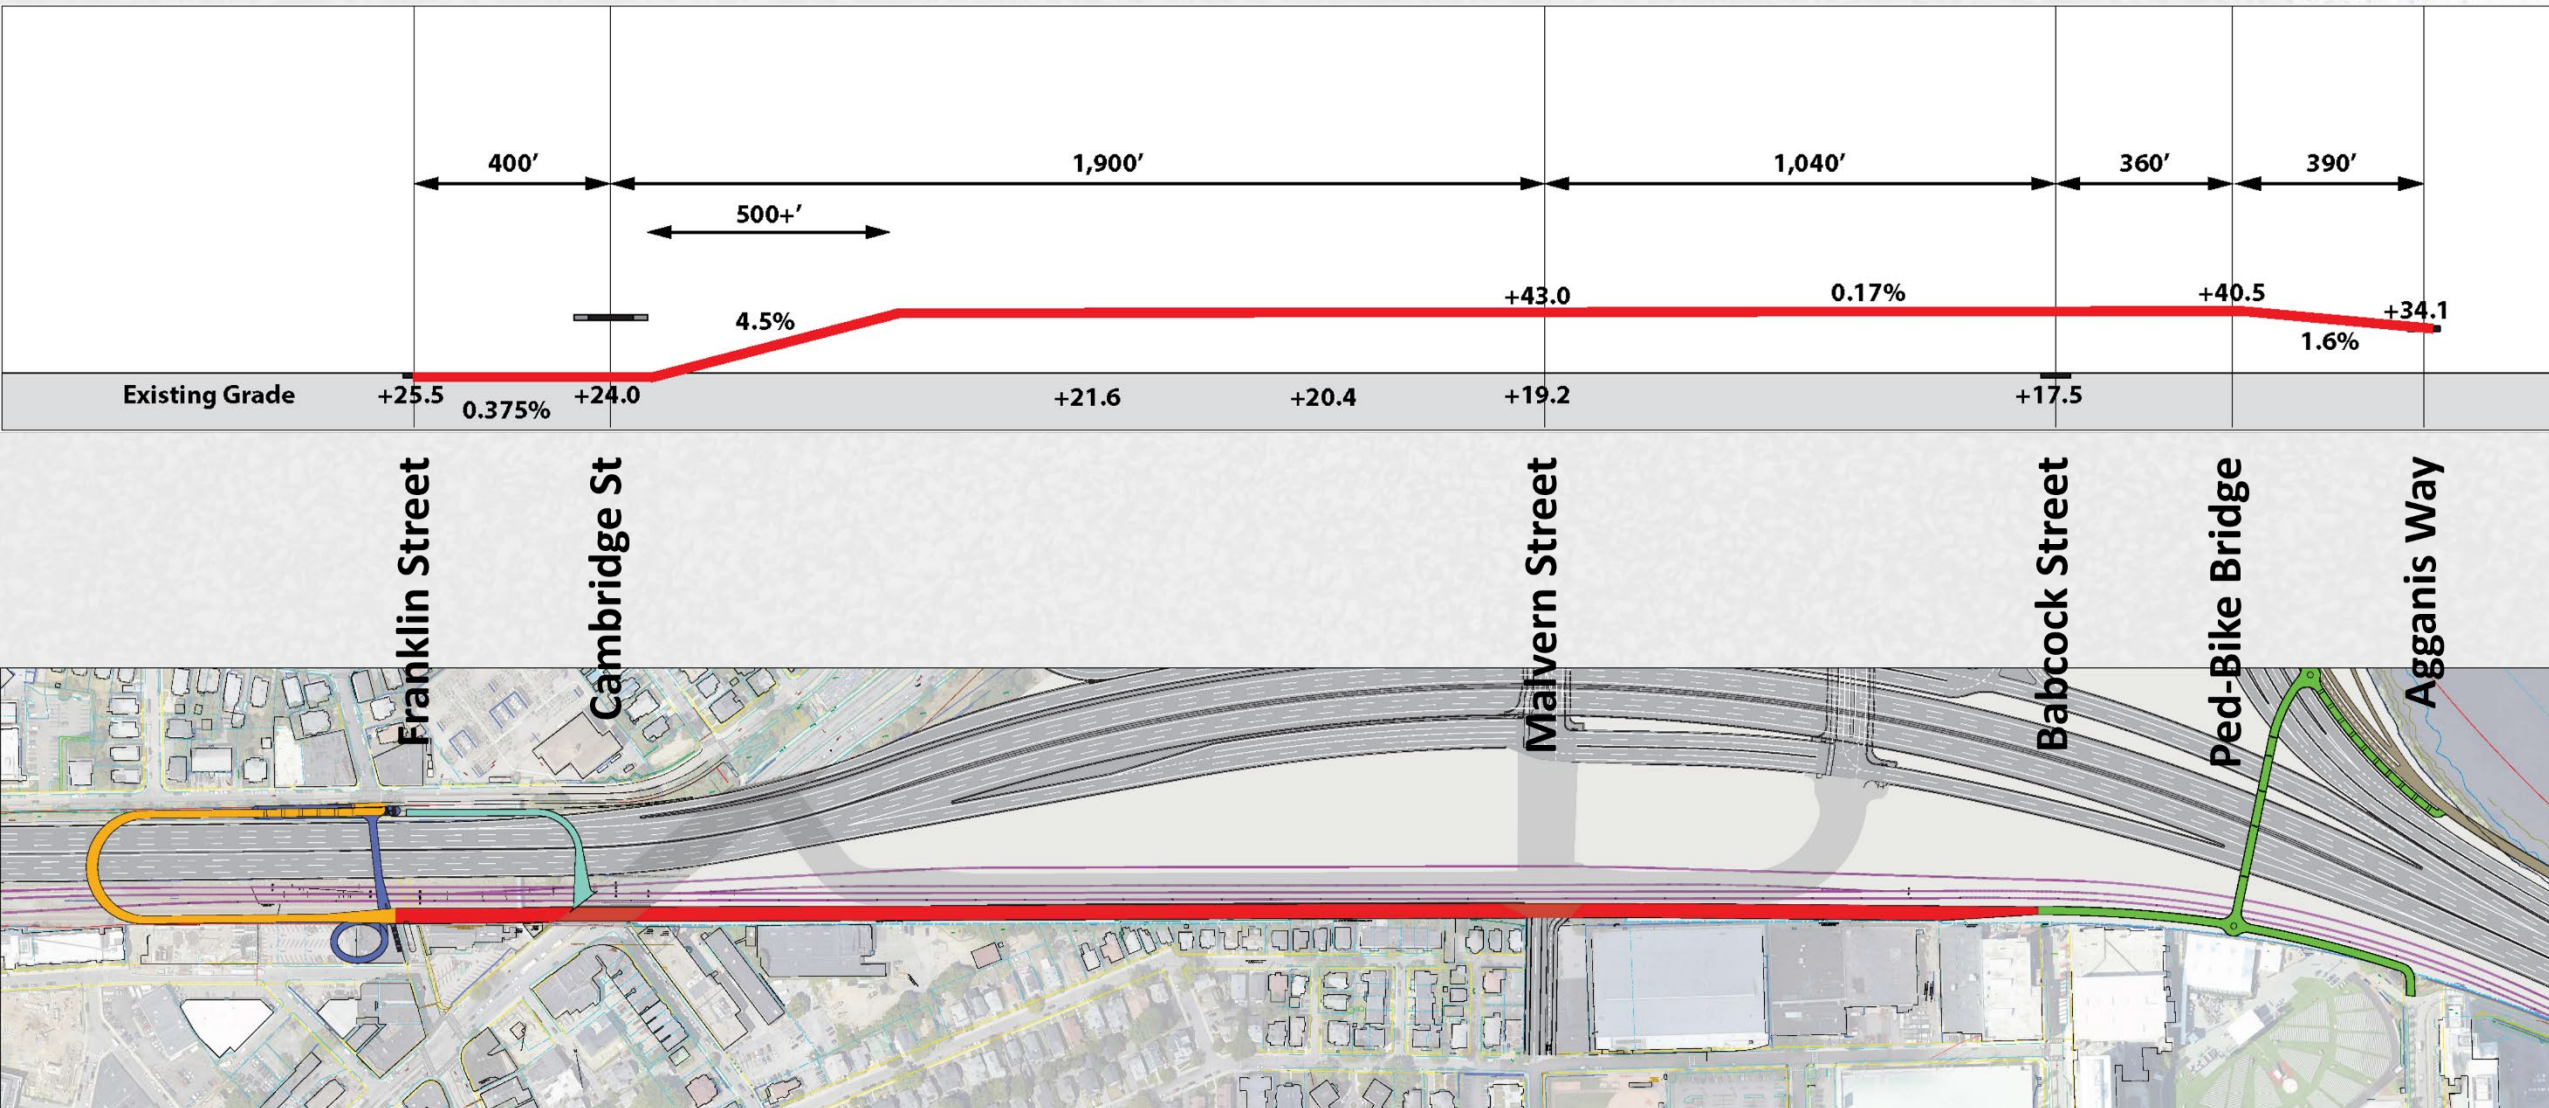 400’
1,900’
1,040’
360’
390’
500+’
+43.0
0.17%
+40.5
+34.1
4.5%
1.6%
Existing Grade
+25.5
0.375%
+24.0
+21.6
+20.4
+19.2
+17.5
Franklin Street
Cambridge St
Malvern Street
Babcock Street
Ped-Bike Bridge
Agganis Way